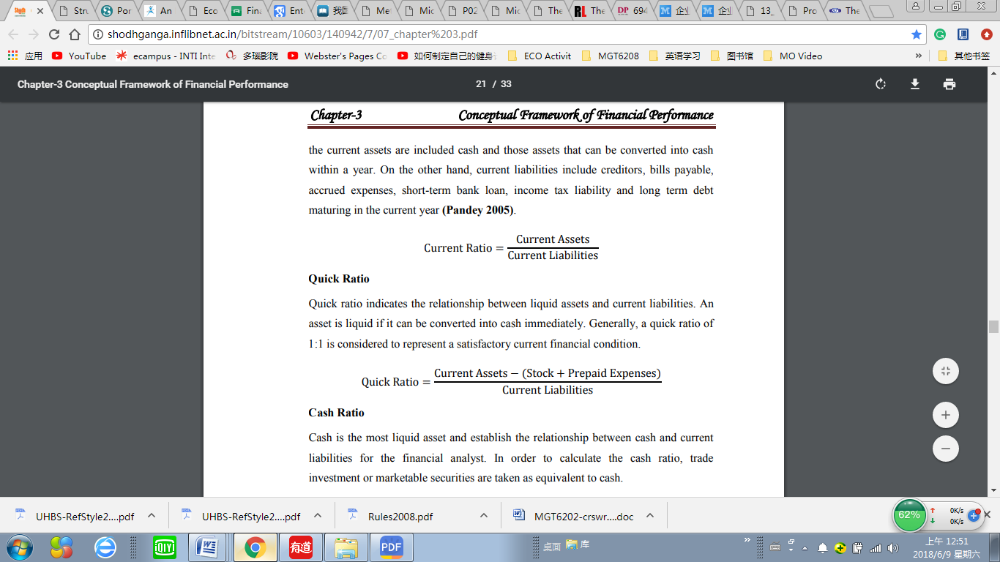 Stru
Por
An
Eco
Fina
Ent
我国
Me
Mic
P02
Mic
The
The
694
企业
企业
13_
Pro
The
shodhganga.inflibnet.ac.in/bitstream/10603/140942/7/07_chapter%203.pdf
应用
YouTube
ecampus - INTI Inte
多瑙影院
Webster's Pages Co
如何制定自己的健身
ECO Activit
MGT6208
英语学习
图书馆
MO Video
»
其他书签
Chapter-3 Conceptual Framework of Financial Performance
21 / 33
Chapter-3 Conceptual Framework of Financial Performance
the current assets are included cash and those assets that can be converted into cash
within a year. On the other hand, current liabilities include creditors, bills payable,
accrued expenses, short-term bank loan, income tax liability and long term debt
maturing in the current year (Pandey 2005).
Current Ratio = Current Assets
Current Liabilities
Quick Ratio
Quick ratio indicates the relationship between liquid assets and current liabilities. An
asset is liquid if it can be converted into cash immediately. Generally, a quick ratio of
1:1 is considered to represent a satisfactory current financial condition.
Quick Ratio = Current Assets − (Stock + Prepaid Expenses)
Current Liabilities
Cash Ratio
Cash is the most liquid asset and establish the relationship between cash and current
liabilities for the financial analyst. In order to calculate the cash ratio, trade
investment or marketable securities are taken as equivalent to cash.
UHBS-RefStyle2....pdf
UHBS-RefStyle2....pdf
Rules2008.pdf
MGT6202-crswr....doc
62%
0K/s
0K/s
iQIYI
有道
PDF
桌面
库
»
上午 12:51
2018/6/9 星期六